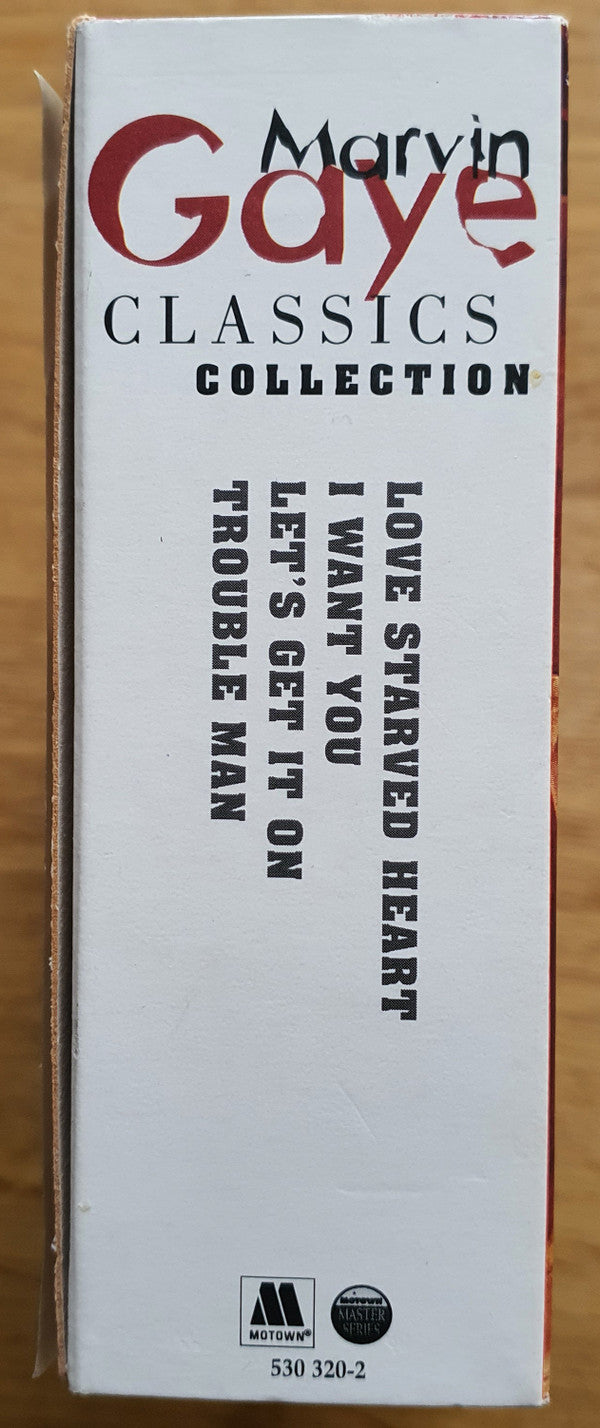 Marvin
Gaye
CLASSICS
COLLECTION
LOVE STARVED HEART
I WANT YOU
LET'S GET IT ON
TROUBLE MAN
MOTOWN®
MOTOWN
MASTER
SERIES
530 320-2